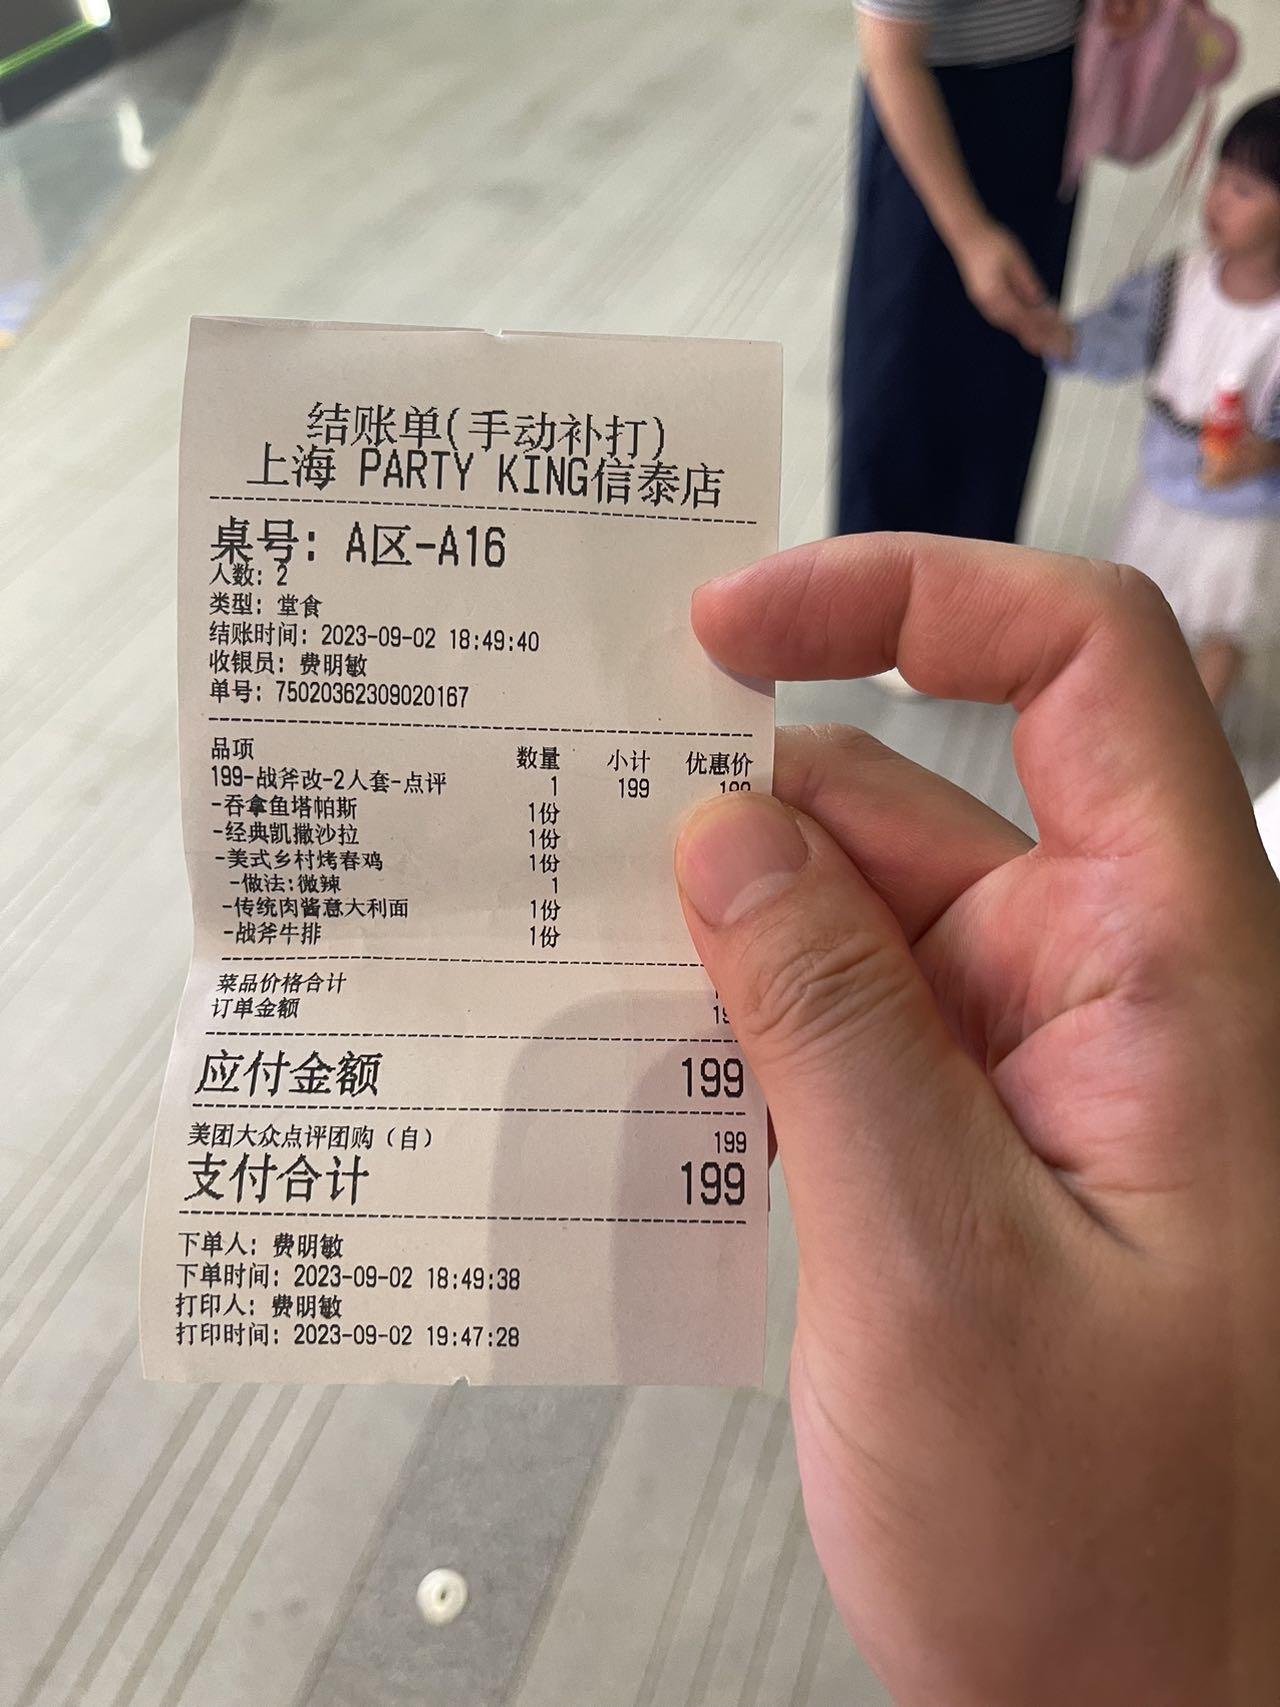 结账单(手动补打)
上海 PARTY KING信泰店
桌号: A区-A16
人数: 2
类型: 堂食
结账时间: 2023-09-02 18:49:40
收银员: 费明敏
单号: 75020362309020167
品项 数量 小计 优惠价
199-战斧改-2人套-点评 1 199 199
-吞拿鱼塔帕斯 1份
-经典凯撒沙拉 1份
-美式乡村烤春鸡 1份
-做法:微辣 1
-传统肉酱意大利面 1份
-战斧牛排 1份
菜品价格合计
订单金额
应付金额 199
美团大众点评团购（自） 199
支付合计 199
下单人: 费明敏
下单时间: 2023-09-02 18:49:38
打印人: 费明敏
打印时间: 2023-09-02 19:47:28